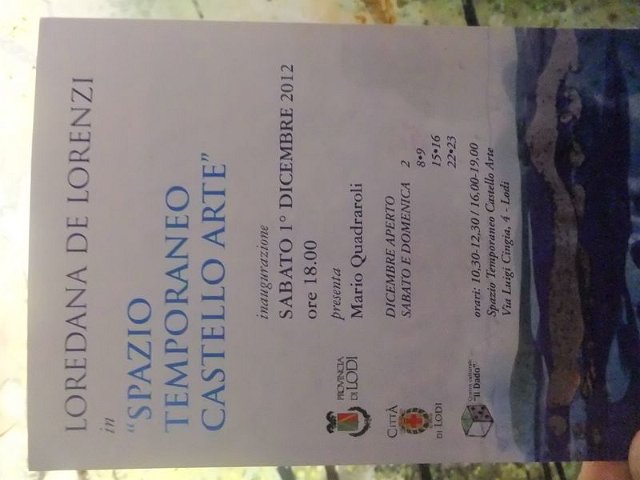 LOREDANA DE LORENZI
in
“SPAZIO
TEMPORANEO
CASTELLO ARTE”
inaugurazione
SABATO 1° DICEMBRE 2012
ore 18.00
presenta
Mario Quadraroli
DICEMBRE APERTO
SABATO E DOMENICA 2
8•9
15•16
22•23
orari: 10,30-12,30 / 16,00-19,00
Spazio Temporaneo Castello Arte
Via Luigi Cingia, 4 - Lodi
PROVINCIA
DI LODI
CITTÀ
DI LODI
"Il Dado"